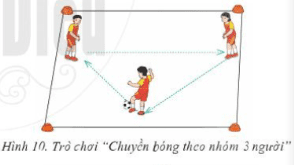 Hình 10. Trò chơi "Chuyền bóng theo nhóm 3 người"